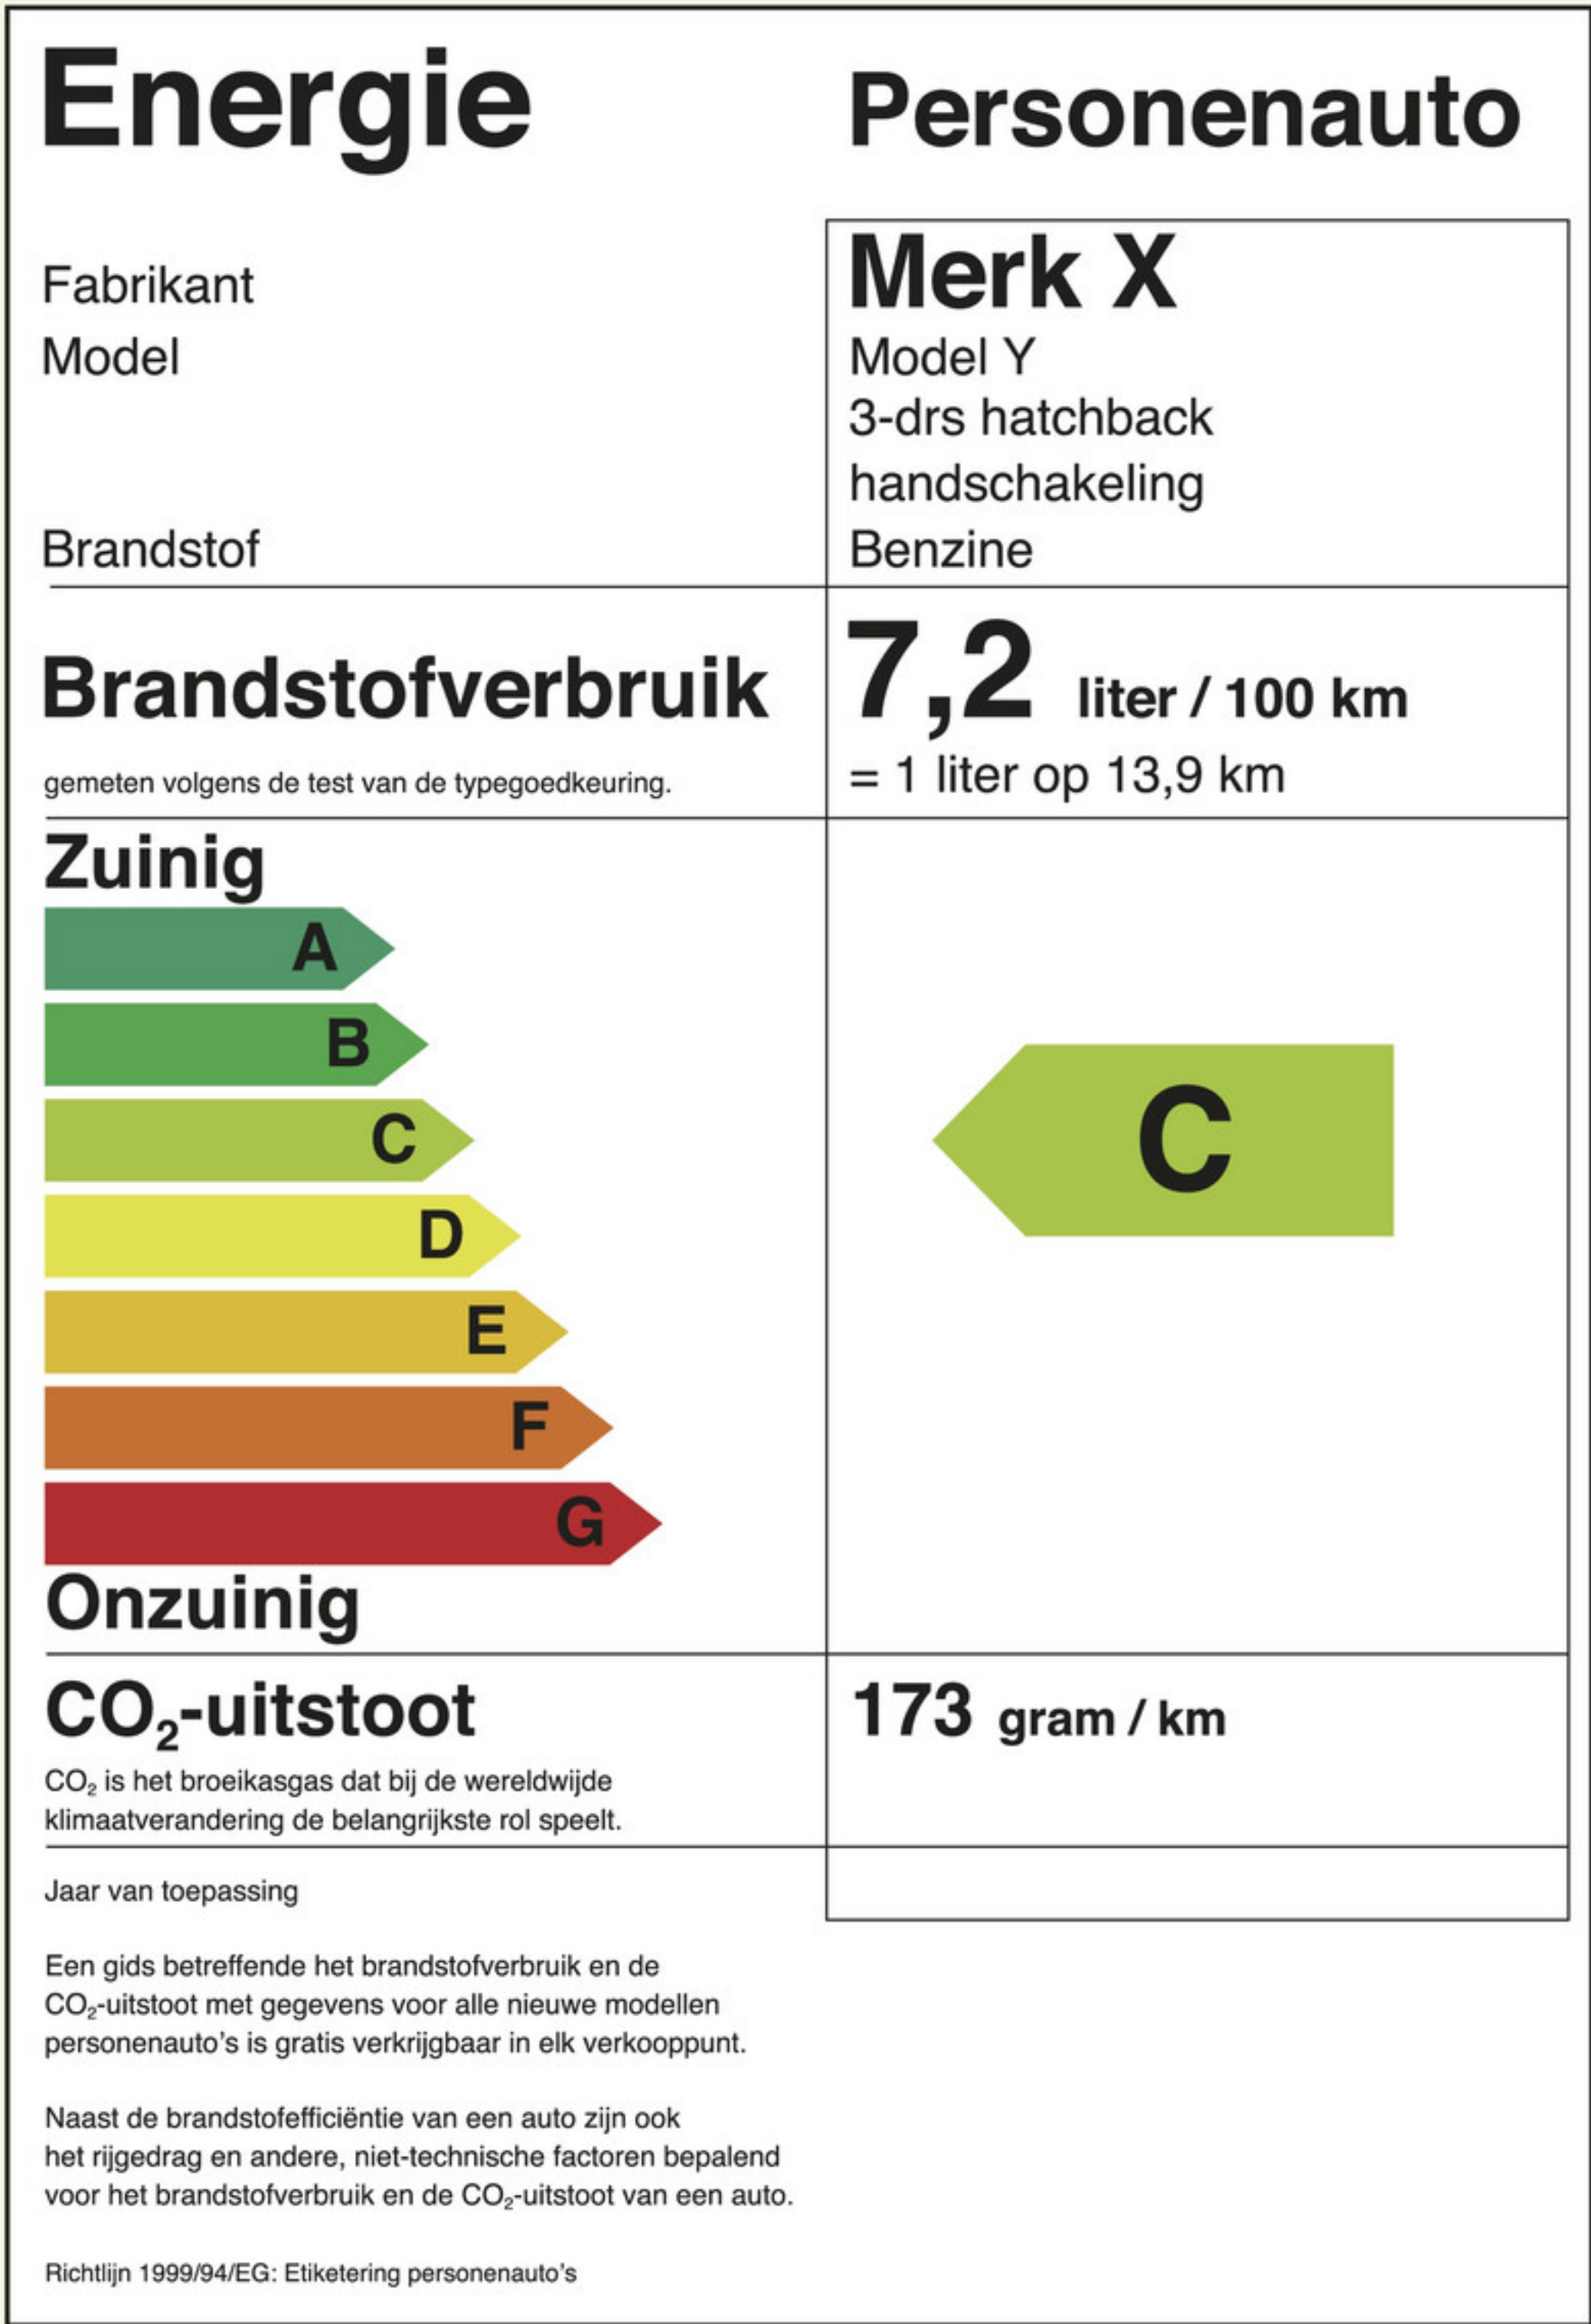 Energie
Personenauto
Fabrikant
Merk X
Model
Model Y
3-drs hatchback
handschakeling
Brandstof
Benzine
Brandstofverbruik
7,2 liter / 100 km
gemeten volgens de test van de typegoedkeuring.
= 1 liter op 13,9 km
Zuinig
A
B
C
D
E
F
G
Onzuinig
C
CO₂-uitstoot
173 gram / km
CO₂ is het broeikasgas dat bij de wereldwijde
klimaatverandering de belangrijkste rol speelt.
Jaar van toepassing
Een gids betreffende het brandstofverbruik en de
CO₂-uitstoot met gegevens voor alle nieuwe modellen
personenauto's is gratis verkrijgbaar in elk verkooppunt.
Naast de brandstofefficiëntie van een auto zijn ook
het rijgedrag en andere, niet-technische factoren bepalend
voor het brandstofverbruik en de CO₂-uitstoot van een auto.
Richtlijn 1999/94/EG: Etiketering personenauto's